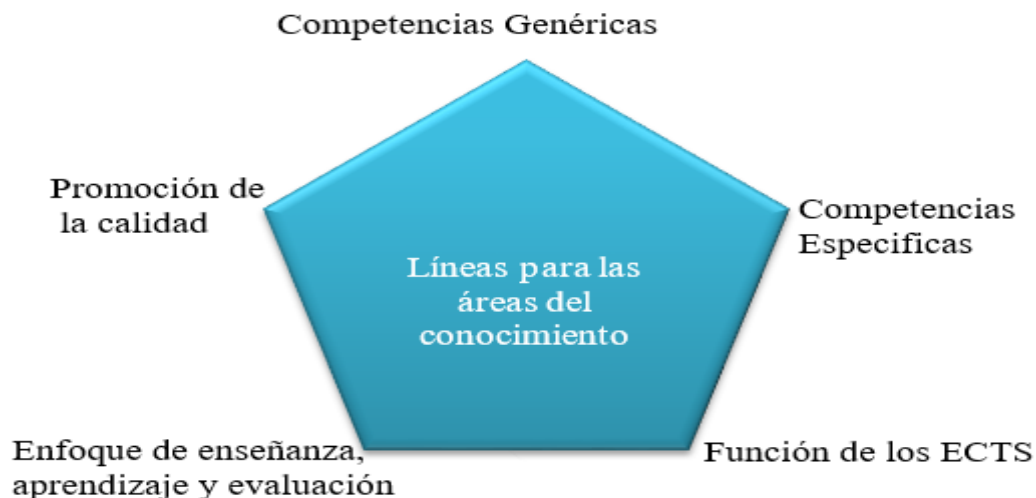 Competencias Genéricas
Promoción de
la calidad
Competencias
Especificas
Líneas para las
áreas del
conocimiento
Enfoque de enseñanza,
aprendizaje y evaluación
Función de los ECTS